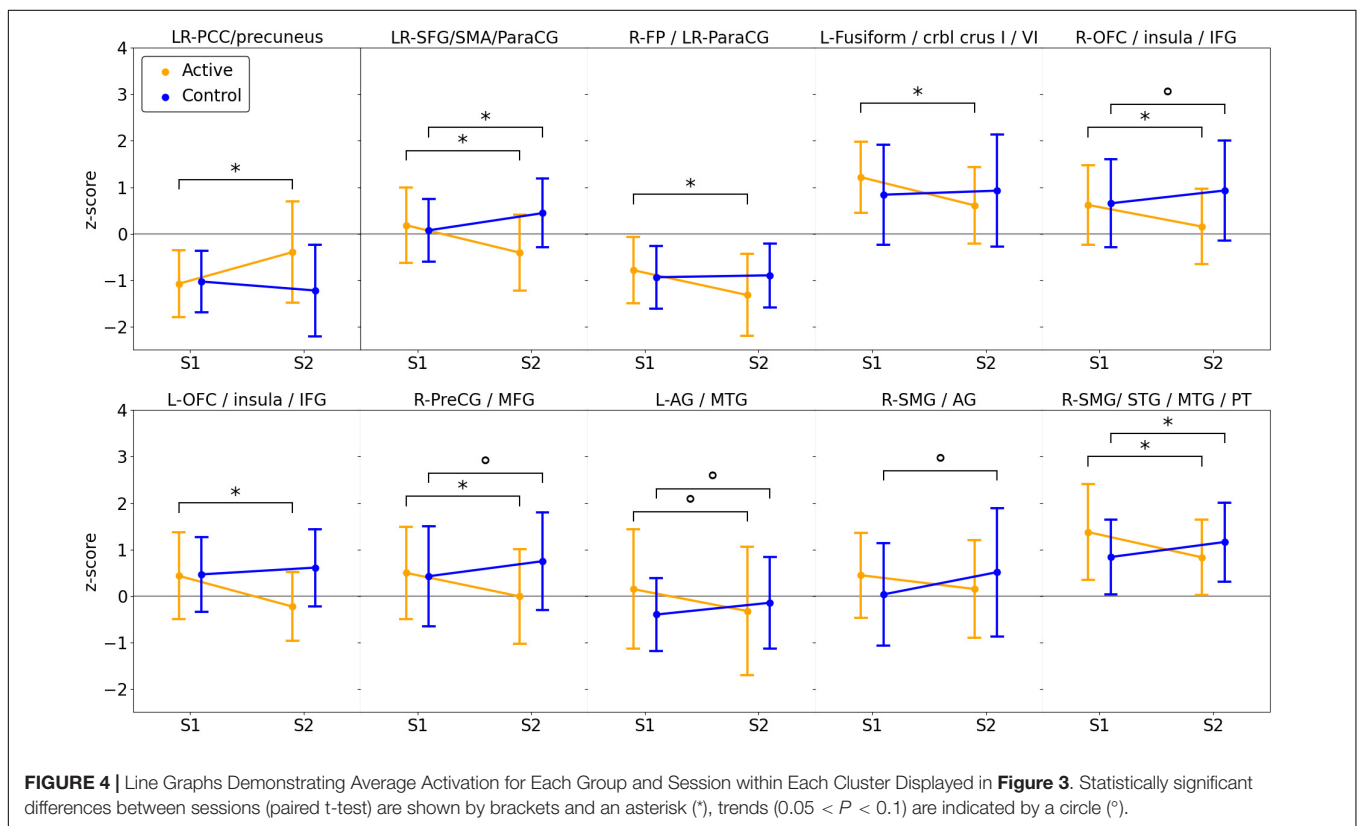 LR-PCC/precuneus LR-SFG/SMA/ParaCG R-FP / LR-ParaCG L-Fusiform / crbl crus I / VI R-OFC / insula / IFG
4
3
2
1
0
−1
−2
z-score
Active
Control
*
*
*
*
*
°
*
S1 S2 S1 S2 S1 S2 S1 S2 S1 S2
L-OFC / insula / IFG R-PreCG / MFG L-AG / MTG R-SMG / AG R-SMG/ STG / MTG / PT
4
3
2
1
0
−1
−2
z-score
*
°
*
°
°
°
*
*
S1 S2 S1 S2 S1 S2 S1 S2 S1 S2
FIGURE 4 | Line Graphs Demonstrating Average Activation for Each Group and Session within Each Cluster Displayed in Figure 3. Statistically significant
differences between sessions (paired t-test) are shown by brackets and an asterisk (*), trends (0.05 < P < 0.1) are indicated by a circle (°).